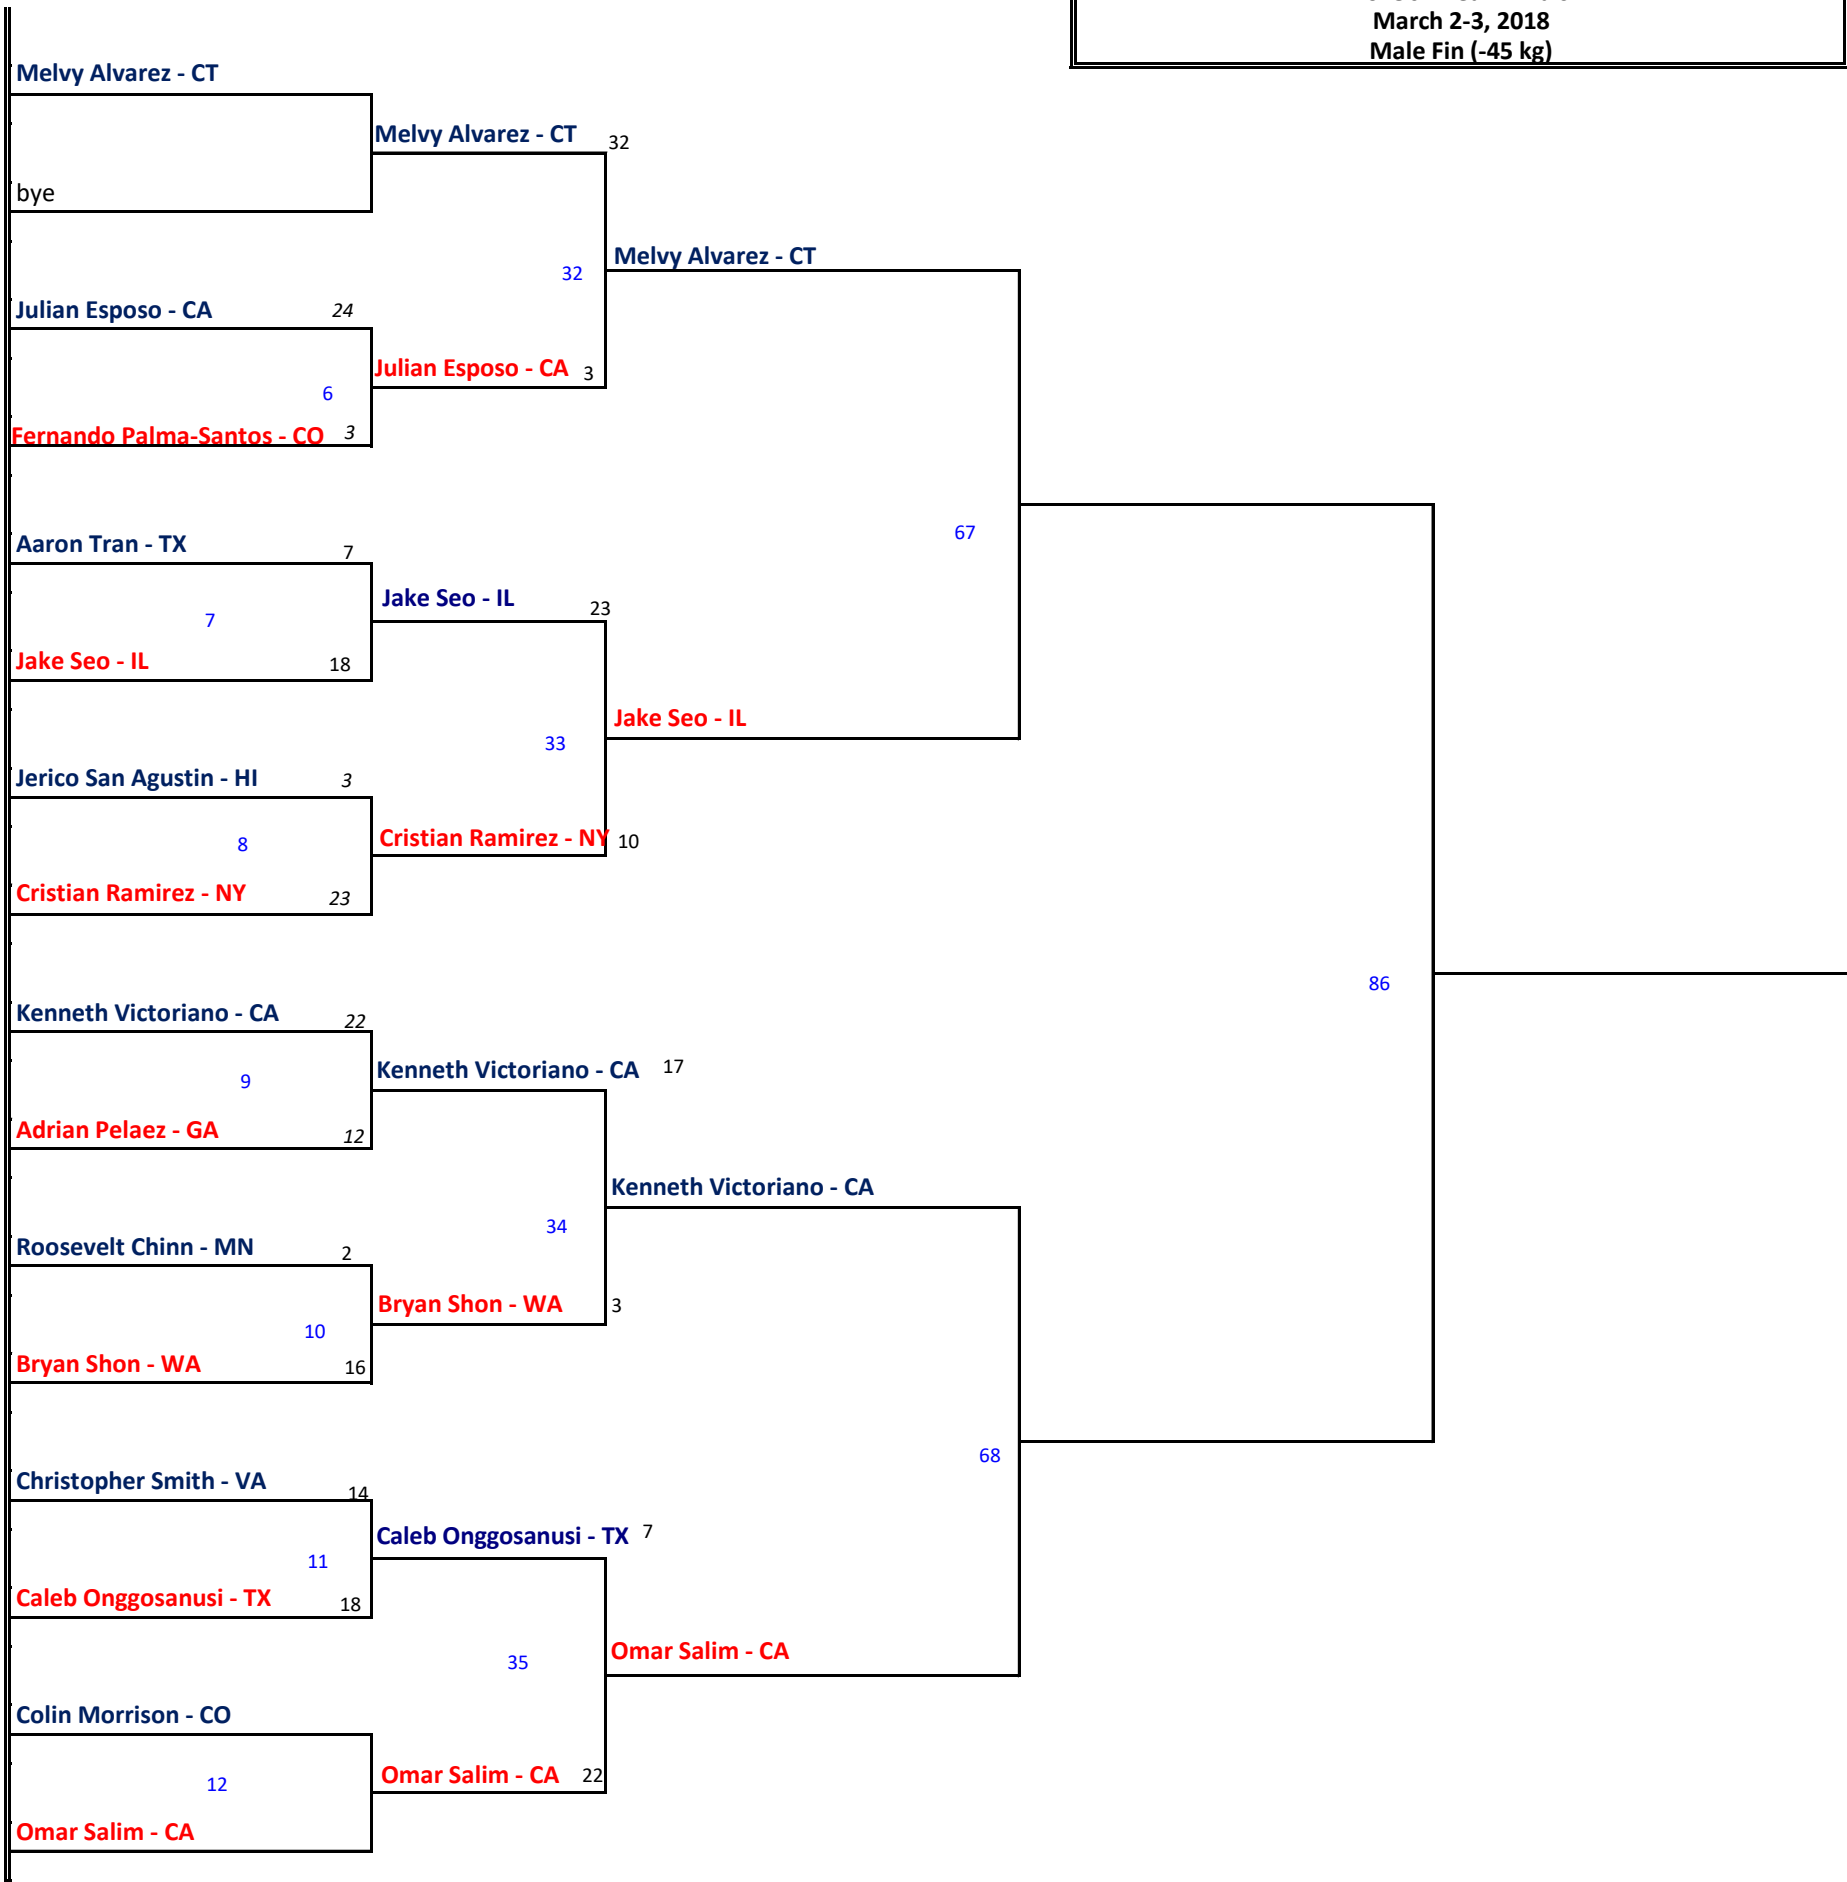 March 2-3, 2018
Male Fin (-45 kg)
Melvy Alvarez - CT
Melvy Alvarez - CT 32
bye
Melvy Alvarez - CT
32
Julian Esposo - CA 24
Julian Esposo - CA 3
6
Fernando Palma-Santos - CO 3
67
Aaron Tran - TX 7
Jake Seo - IL 23
7
Jake Seo - IL 18
Jake Seo - IL
33
Jerico San Agustin - HI 3
Cristian Ramirez - NY 10
8
Cristian Ramirez - NY 23
86
Kenneth Victoriano - CA 22
Kenneth Victoriano - CA 17
9
Adrian Pelaez - GA 12
Kenneth Victoriano - CA
34
Roosevelt Chinn - MN 2
Bryan Shon - WA 3
10
Bryan Shon - WA 16
68
Christopher Smith - VA 14
Caleb Onggosanusi - TX 7
11
Caleb Onggosanusi - TX 18
Omar Salim - CA
35
Colin Morrison - CO
Omar Salim - CA 22
12
Omar Salim - CA